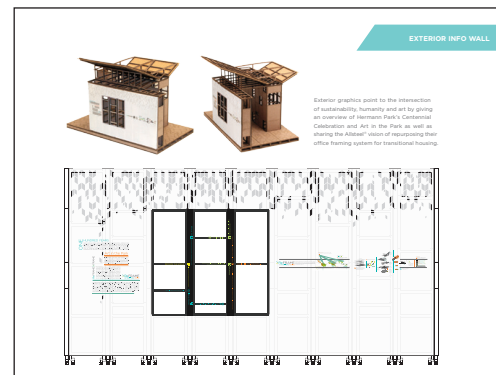 EXTERIOR INFO WALL
Exterior graphics point to the intersection
of sustainability, humanity and art by giving
an overview of Hermann Park's Centennial
Celebration and Art in the Park as well as
sharing the Allsteel® vision of repurposing their
office framing system for transitional housing.